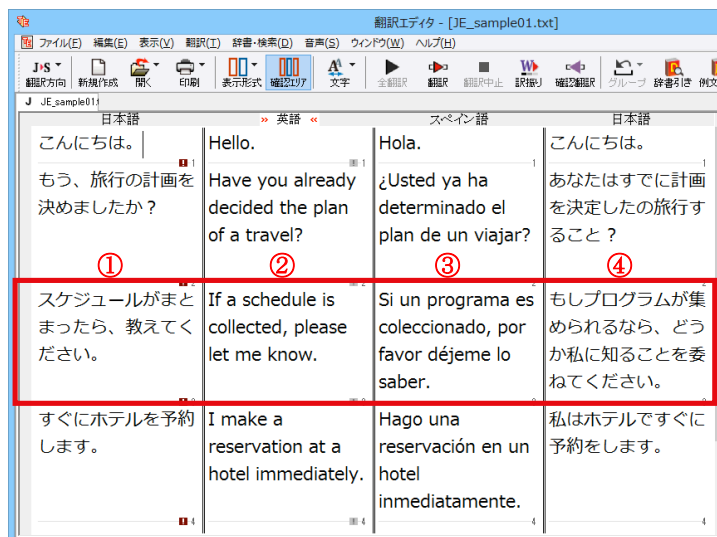 翻訳エディタ - [JE_sample01.txt]
ファイル(F) 編集(E) 表示(V) 翻訳(T) 辞書・検索(D) 音声(S) ウィンドウ(W) ヘルプ(H)
J▸S
翻訳方向 新規作成 開く 印刷 表示形式 確認エリア 文字 全翻訳 翻訳 翻訳中止 訳振り 確認翻訳 グループ 辞書引き 例文
J JE_sample01.t
日本語 » 英語 « スペイン語 日本語
こんにちは。
1
Hello.
1
Hola.
1
こんにちは。
1
もう、旅行の計画を
決めましたか？
Have you already
decided the plan
of a travel?
2
¿Usted ya ha
determinado el
plan de un viajar?
あなたはすでに計画
を決定したの旅行す
ること？
2
① ② ③ ④
スケジュールがまと
まったら、教えてく
ださい。
If a schedule is
collected, please
let me know.
Si un programa es
coleccionado, por
favor déjeme lo
saber.
もしプログラムが集
められるなら、どう
か私に知ることを委
ねてください。
すぐにホテルを予約
します。
4
I make a
reservation at a
hotel immediately.
4
Hago una
reservación en un
hotel
inmediatamente.
4
私はホテルですぐに
予約をします。
4